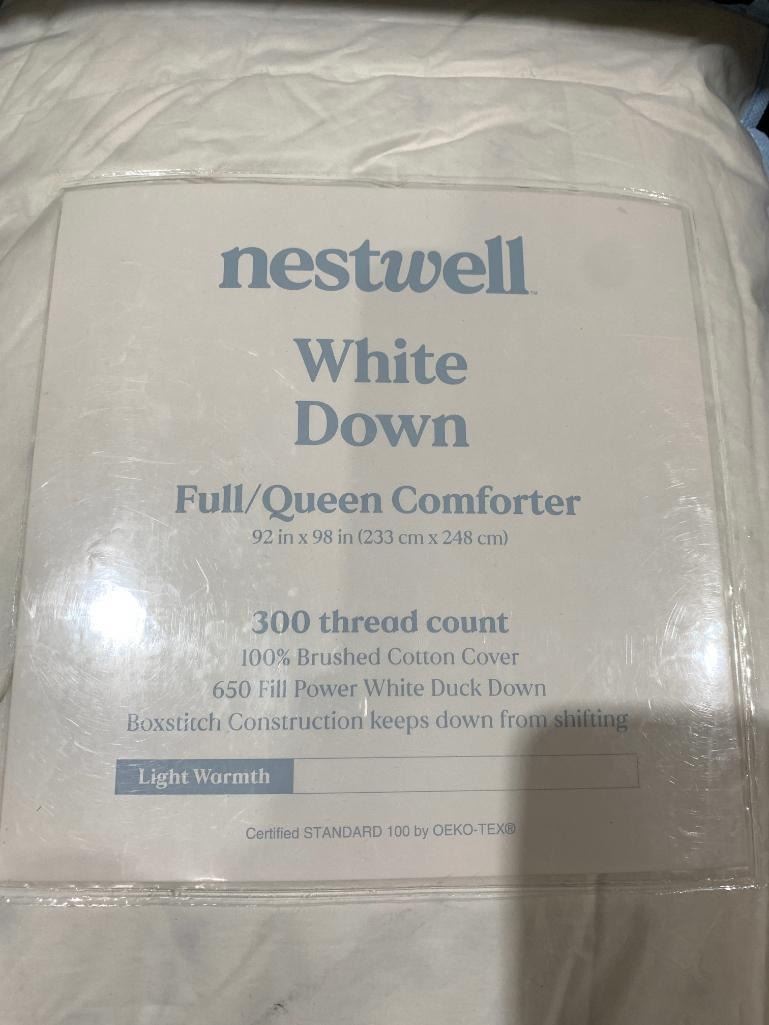 nestwell™
White
Down
Full/Queen Comforter
92 in x 98 in (233 cm x 248 cm)
300 thread count
100% Brushed Cotton Cover
650 Fill Power White Duck Down
Boxstitch Construction keeps down from shifting
Light Warmth
Certified STANDARD 100 by OEKO-TEX®